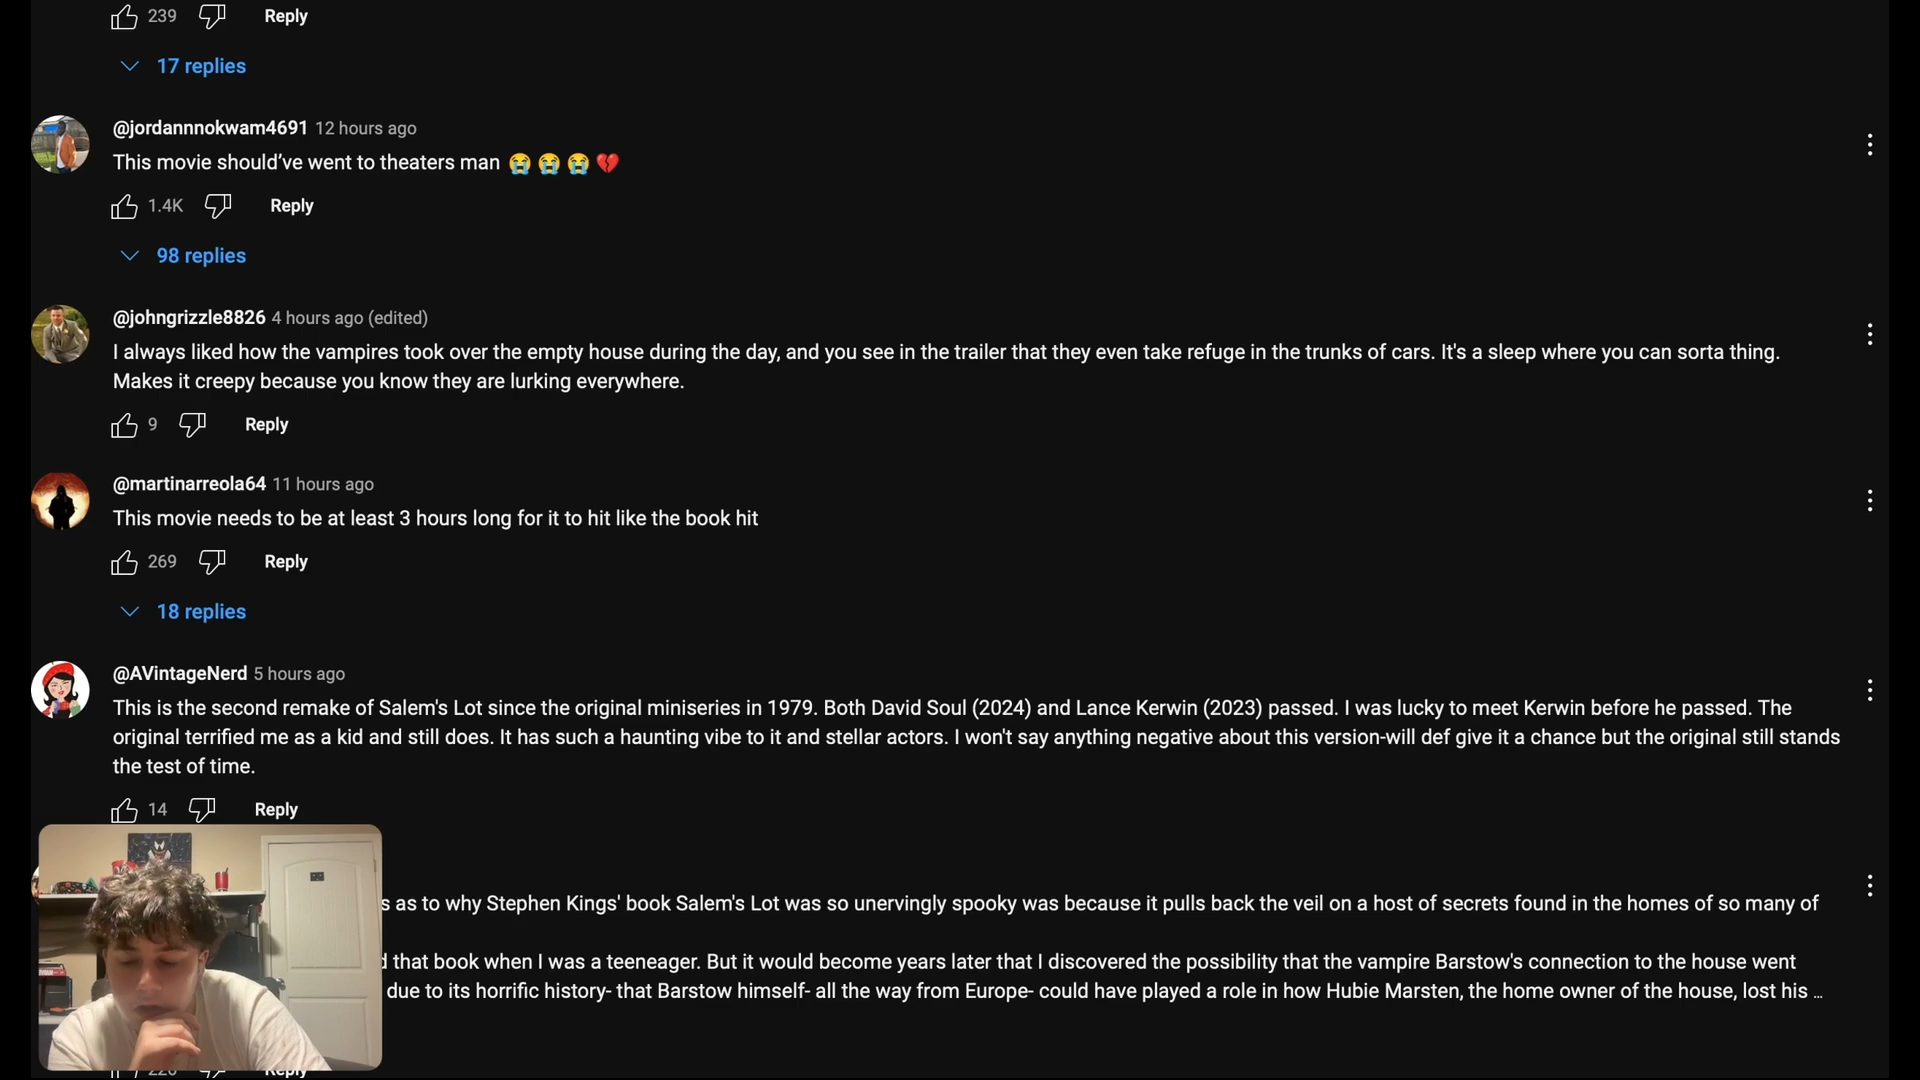 239 Reply
17 replies
@jordannnokwam4691 12 hours ago
This movie should’ve went to theaters man 😭😭😭💔
1.4K Reply
98 replies
@johngrizzle8826 4 hours ago (edited)
I always liked how the vampires took over the empty house during the day, and you see in the trailer that they even take refuge in the trunks of cars. It's a sleep where you can sorta thing.
Makes it creepy because you know they are lurking everywhere.
9 Reply
@martinarreola64 11 hours ago
This movie needs to be at least 3 hours long for it to hit like the book hit
269 Reply
18 replies
@AVintageNerd 5 hours ago
This is the second remake of Salem's Lot since the original miniseries in 1979. Both David Soul (2024) and Lance Kerwin (2023) passed. I was lucky to meet Kerwin before he passed. The
original terrified me as a kid and still does. It has such a haunting vibe to it and stellar actors. I won't say anything negative about this version-will def give it a chance but the original still stands
the test of time.
14 Reply
as to why Stephen Kings' book Salem's Lot was so unervingly spooky was because it pulls back the veil on a host of secrets found in the homes of so many of
that book when I was a teeneager. But it would become years later that I discovered the possibility that the vampire Barstow's connection to the house went
due to its horrific history- that Barstow himself- all the way from Europe- could have played a role in how Hubie Marsten, the home owner of the house, lost his ...
Reply